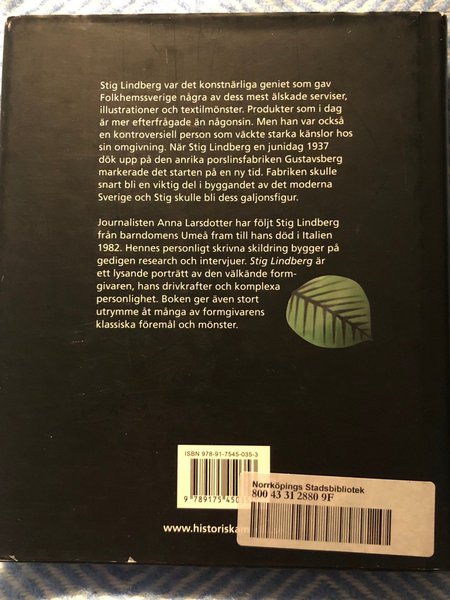 Stig Lindberg var det konstnärliga geniet som gav
Folkhemssverige några av dess mest älskade serviser,
illustrationer och textilmönster. Produkter som i dag
är mer efterfrågade än någonsin. Men han var också
en kontroversiell person som väckte starka känslor hos
sin omgivning. När Stig Lindberg en junidag 1937
dök upp på den anrika porslinsfabriken Gustavsberg
markerade det starten på en ny tid. Fabriken skulle
snart bli en viktig del i byggandet av det moderna
Sverige och Stig skulle bli dess galjonsfigur.
Journalisten Anna Larsdotter har följt Stig Lindberg
från barndomens Umeå fram till hans död i Italien
1982. Hennes personligt skrivna skildring bygger på
gedigen research och intervjuer. Stig Lindberg är
ett lysande porträtt av den välkände form-
givaren, hans drivkrafter och komplexa
personlighet. Boken ger även stort
utrymme åt många av formgivarens
klassiska föremål och mönster.
ISBN 978-91-7545-035-3
9 789175 450
www.historiska
Norrköpings Stadsbibliotek
800 43 31 2880 9F